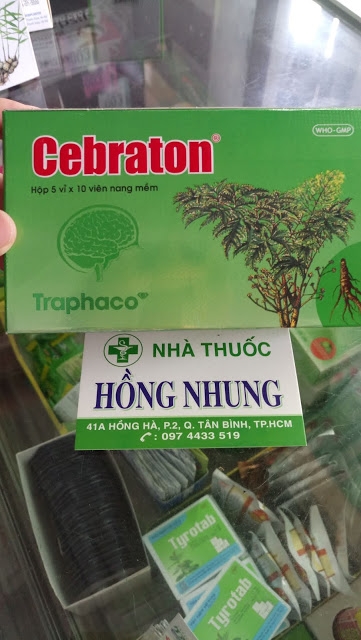 Cebraton®
WHO-GMP
Hộp 5 vỉ x 10 viên nang mềm
Traphaco
NHÀ THUỐC
HỒNG NHUNG
41A HỒNG HÀ, P.2, Q. TÂN BÌNH, TP.HCM
: 097 4433 519
Tyrotab
Tyrotab